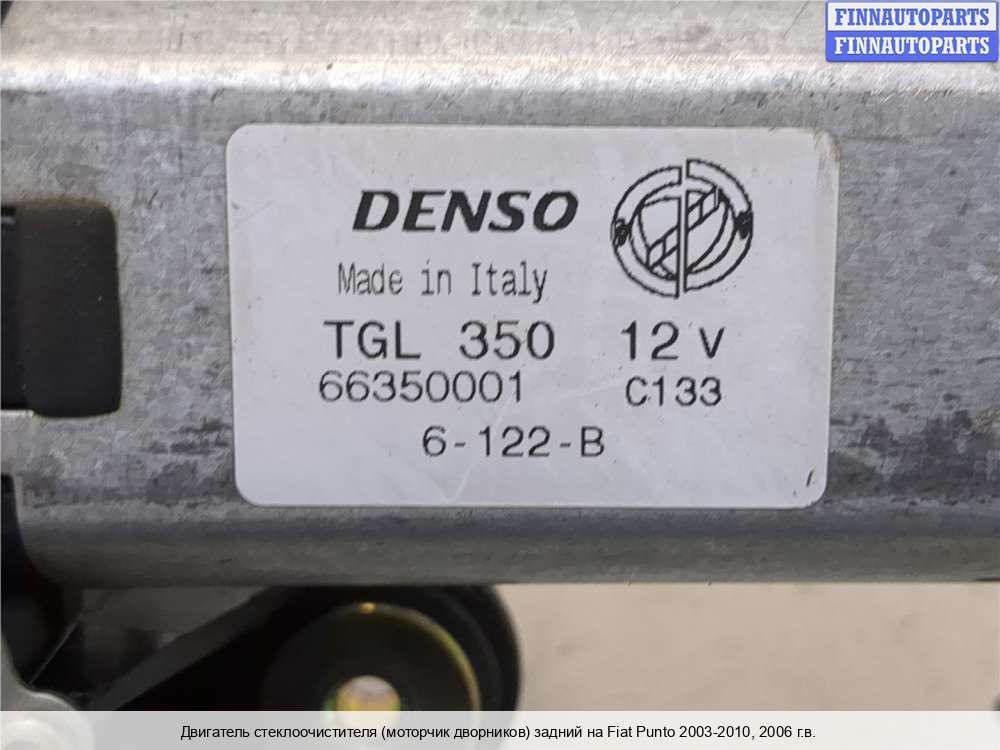 FINNAUTOPARTS
FINNAUTOPARTS
DENSO
Made in Italy
TGL 350 12 V
66350001 C133
6-122-B
Двигатель стеклоочистителя (моторчик дворников) задний на Fiat Punto 2003-2010, 2006 г.в.